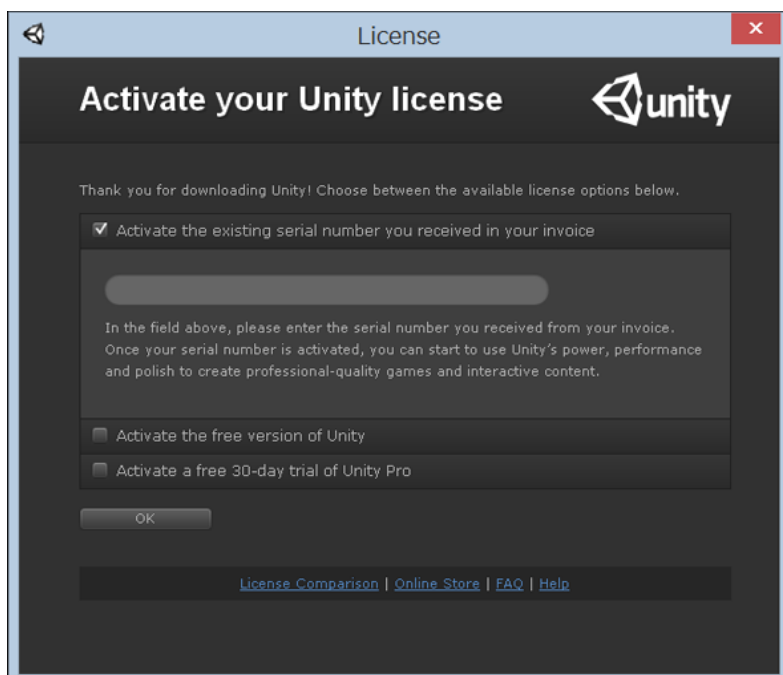 License
Activate your Unity license
unity
Thank you for downloading Unity! Choose between the available license options below.
Activate the existing serial number you received in your invoice
In the field above, please enter the serial number you received from your invoice.
Once your serial number is activated, you can start to use Unity's power, performance
and polish to create professional-quality games and interactive content.
Activate the free version of Unity
Activate a free 30-day trial of Unity Pro
OK
License Comparison | Online Store | FAQ | Help